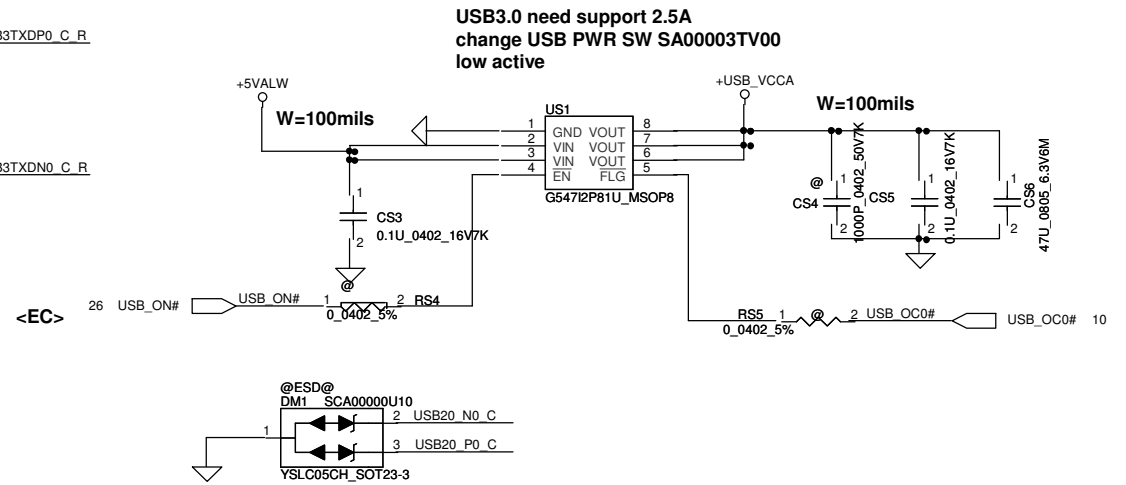 USB3.0 need support 2.5A
change USB PWR SW SA00003TV00
low active
33TXDP0_C_R
+5VALW
+USB_VCCA
W=100mils
W=100mils
US1
1 GND VOUT 8
2 VIN VOUT 7
3 VIN VOUT 6
4 EN FLG 5
G547I2P81U_MSOP8
33TXDN0_C_R
1
CS3
0.1U_0402_16V7K
2
@
CS4
1
2
1000P_0402_50V7K
CS5
1
2
0.1U_0402_16V7K
1
2
CS6
47U_0805_6.3V6M
<EC>
26 USB_ON#
USB_ON#
1
@
2
RS4
0_0402_5%
RS5
1
@
2
USB_OC0#
0_0402_5%
USB_OC0# 10
@ESD@
DM1 SCA00000U10
1
2 USB20_N0_C
3 USB20_P0_C
YSLC05CH_SOT23-3